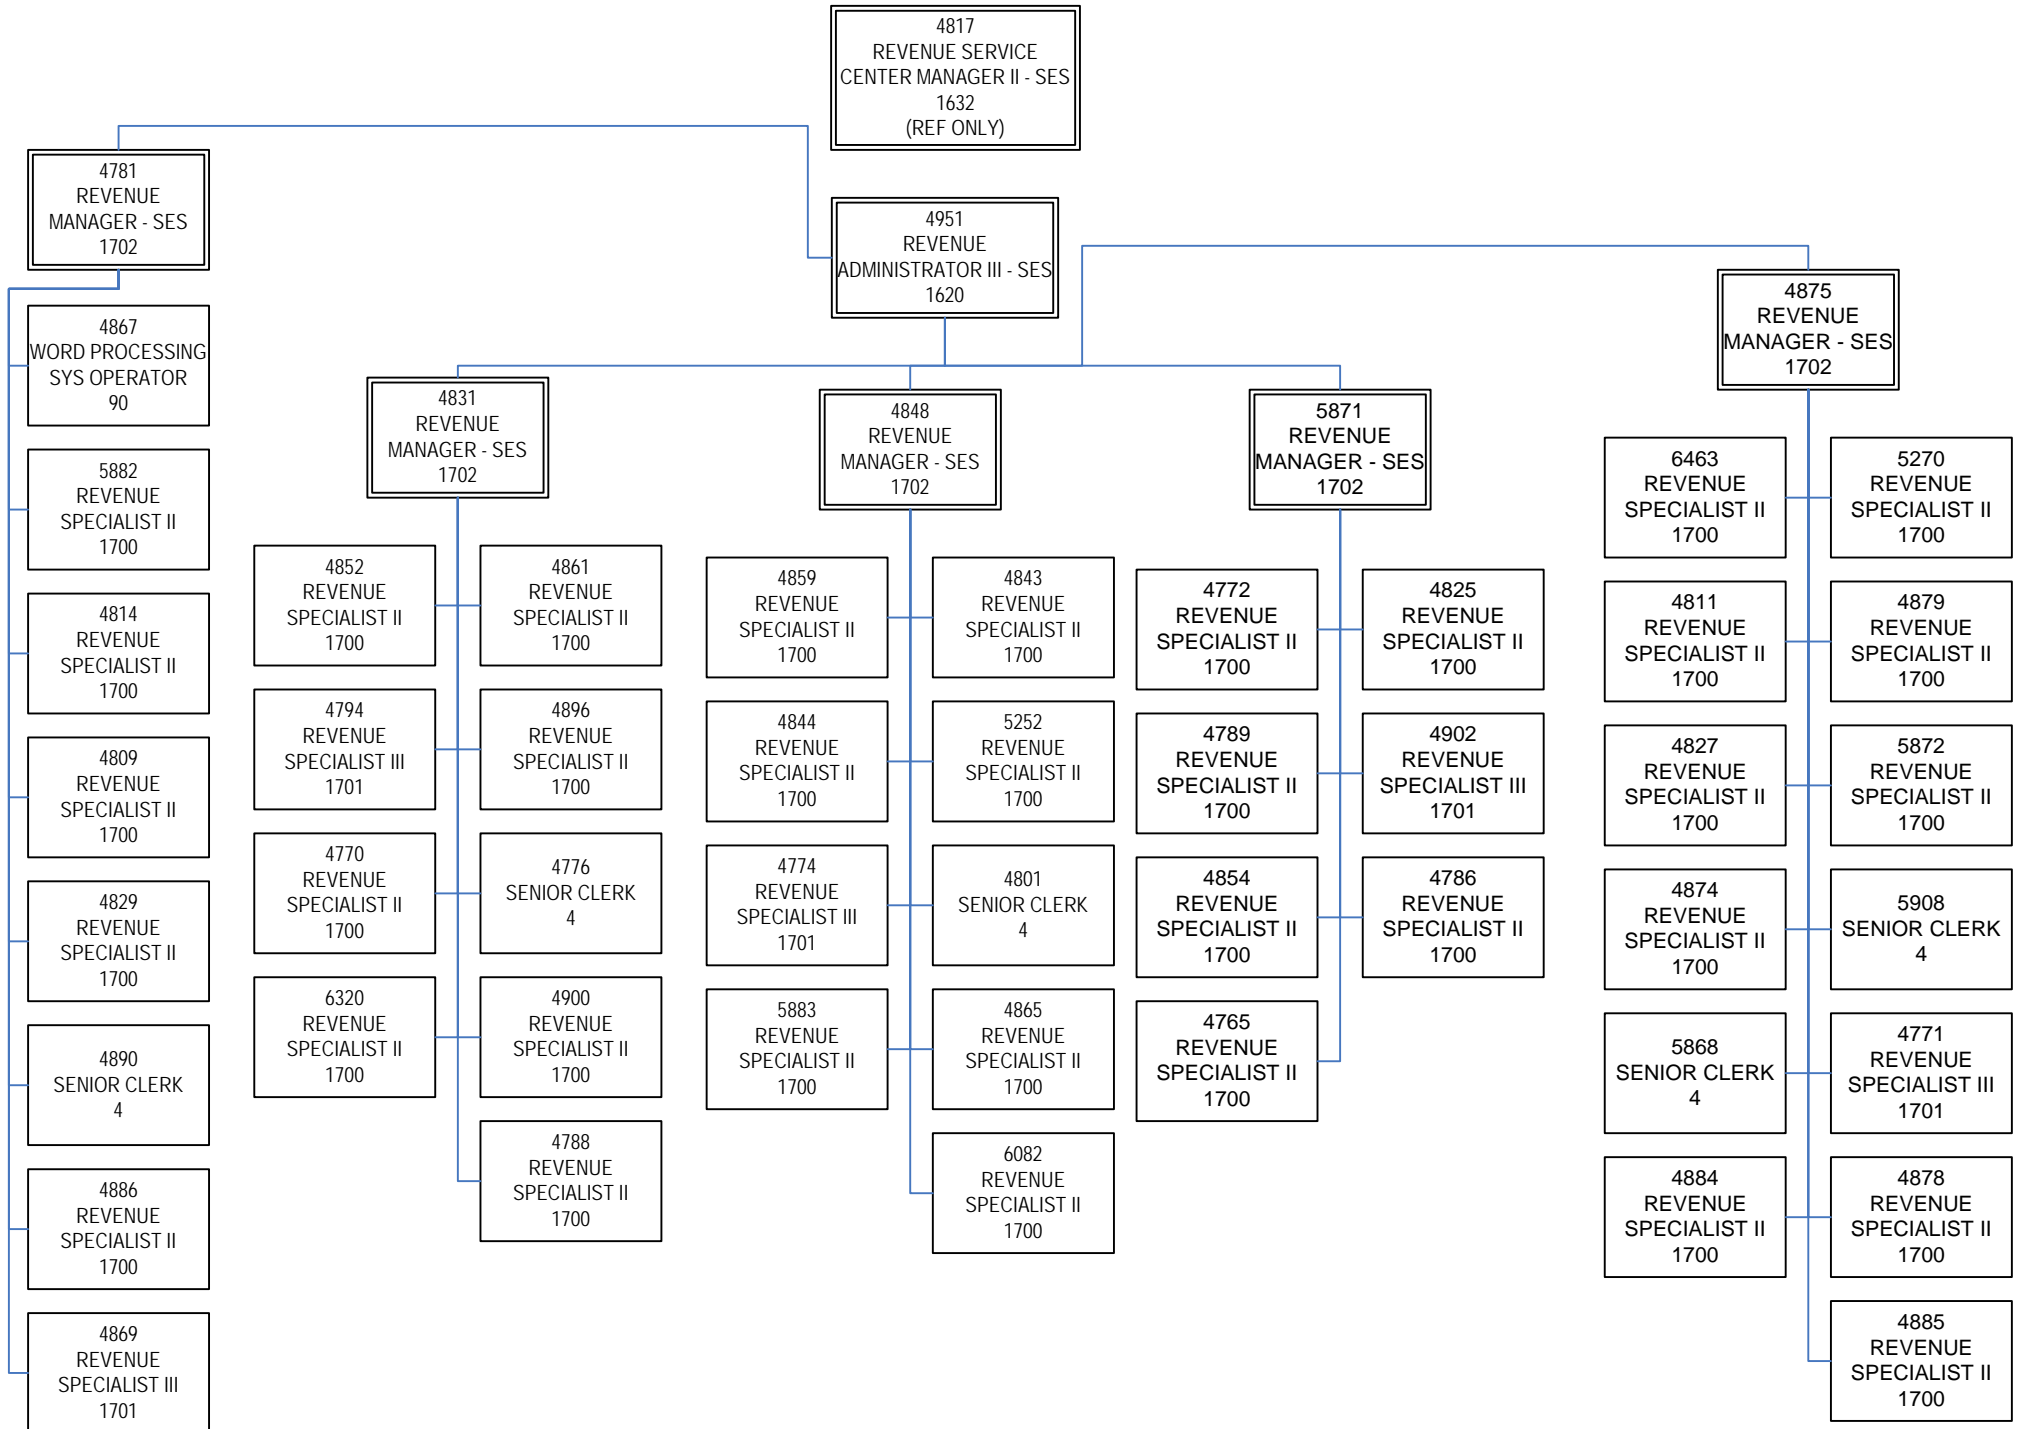 4817
REVENUE SERVICE
CENTER MANAGER II - SES
1632
(REF ONLY)
4781
REVENUE
MANAGER - SES
1702
4951
REVENUE
ADMINISTRATOR III - SES
1620
4875
REVENUE
MANAGER - SES
1702
4867
WORD PROCESSING
SYS OPERATOR
90
5882
REVENUE
SPECIALIST II
1700
4814
REVENUE
SPECIALIST II
1700
4809
REVENUE
SPECIALIST II
1700
4829
REVENUE
SPECIALIST II
1700
4890
SENIOR CLERK
4
4886
REVENUE
SPECIALIST II
1700
4869
REVENUE
SPECIALIST III
1701
4831
REVENUE
MANAGER - SES
1702
4852
REVENUE
SPECIALIST II
1700
4861
REVENUE
SPECIALIST II
1700
4794
REVENUE
SPECIALIST III
1701
4896
REVENUE
SPECIALIST II
1700
4770
REVENUE
SPECIALIST II
1700
4776
SENIOR CLERK
4
6320
REVENUE
SPECIALIST II
1700
4900
REVENUE
SPECIALIST II
1700
4788
REVENUE
SPECIALIST II
1700
4848
REVENUE
MANAGER - SES
1702
4859
REVENUE
SPECIALIST II
1700
4843
REVENUE
SPECIALIST II
1700
4844
REVENUE
SPECIALIST II
1700
5252
REVENUE
SPECIALIST II
1700
4774
REVENUE
SPECIALIST III
1701
4801
SENIOR CLERK
4
5883
REVENUE
SPECIALIST II
1700
4865
REVENUE
SPECIALIST II
1700
6082
REVENUE
SPECIALIST II
1700
5871
REVENUE
MANAGER - SES
1702
4772
REVENUE
SPECIALIST II
1700
4825
REVENUE
SPECIALIST II
1700
4789
REVENUE
SPECIALIST II
1700
4902
REVENUE
SPECIALIST III
1701
4854
REVENUE
SPECIALIST II
1700
4786
REVENUE
SPECIALIST II
1700
4765
REVENUE
SPECIALIST II
1700
6463
REVENUE
SPECIALIST II
1700
5270
REVENUE
SPECIALIST II
1700
4811
REVENUE
SPECIALIST II
1700
4879
REVENUE
SPECIALIST II
1700
4827
REVENUE
SPECIALIST II
1700
5872
REVENUE
SPECIALIST II
1700
4874
REVENUE
SPECIALIST II
1700
5908
SENIOR CLERK
4
5868
SENIOR CLERK
4
4771
REVENUE
SPECIALIST III
1701
4884
REVENUE
SPECIALIST II
1700
4878
REVENUE
SPECIALIST II
1700
4885
REVENUE
SPECIALIST II
1700